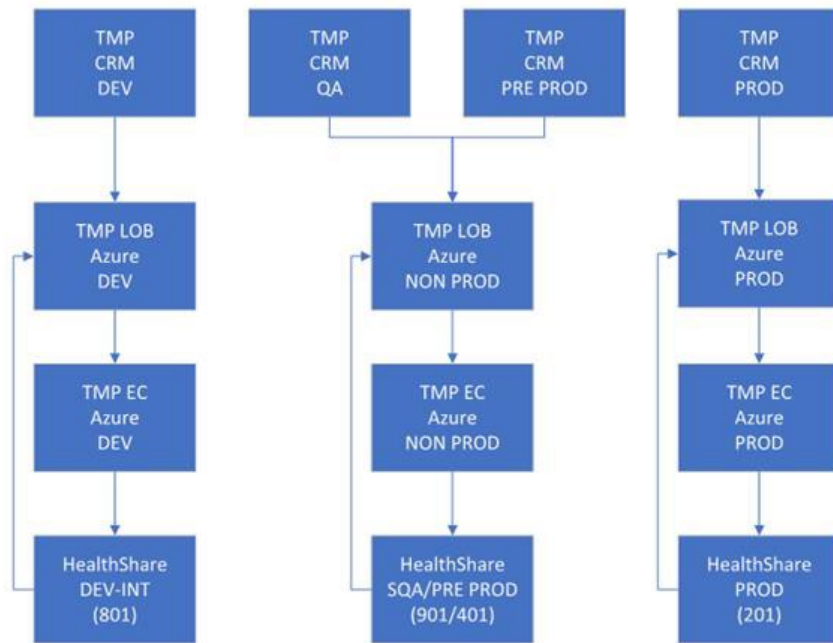 TMP
CRM
DEV
TMP
CRM
QA
TMP
CRM
PRE PROD
TMP
CRM
PROD
TMP LOB
Azure
DEV
TMP LOB
Azure
NON PROD
TMP LOB
Azure
PROD
TMP EC
Azure
DEV
TMP EC
Azure
NON PROD
TMP EC
Azure
PROD
HealthShare
DEV-INT
(801)
HealthShare
SQA/PRE PROD
(901/401)
HealthShare
PROD
(201)